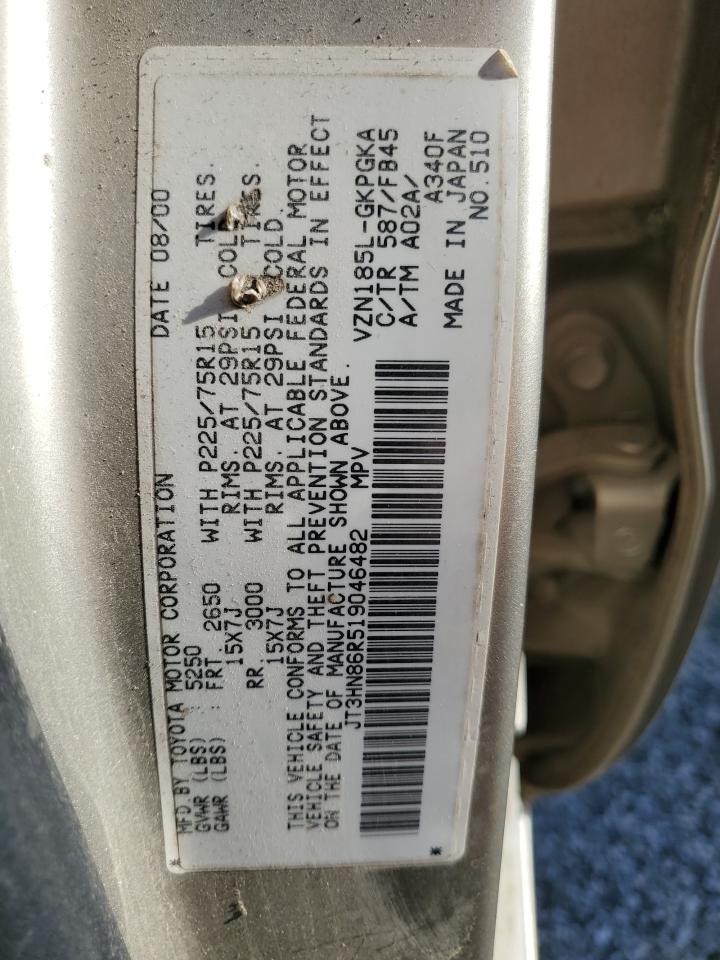 MFD. BY TOYOTA MOTOR CORPORATION DATE 08/00
GVWR (LBS) : 5250
GAWR (LBS) : FRT. 2650 WITH P225/75R15 TIRES.
15X7J RIMS. AT 29PSI COLD.
RR. 3000 WITH P225/75R15 TIRES.
15X7J RIMS. AT 29PSI COLD.
THIS VEHICLE CONFORMS TO ALL APPLICABLE FEDERAL MOTOR
VEHICLE SAFETY AND THEFT PREVENTION STANDARDS IN EFFECT
ON THE DATE OF MANUFACTURE SHOWN ABOVE.
JT3HN86R519046482 MPV
VZN185L-GKPGKA
C/TR 587/FB45
A/TM A02A/
A340F
MADE IN JAPAN
NO.510